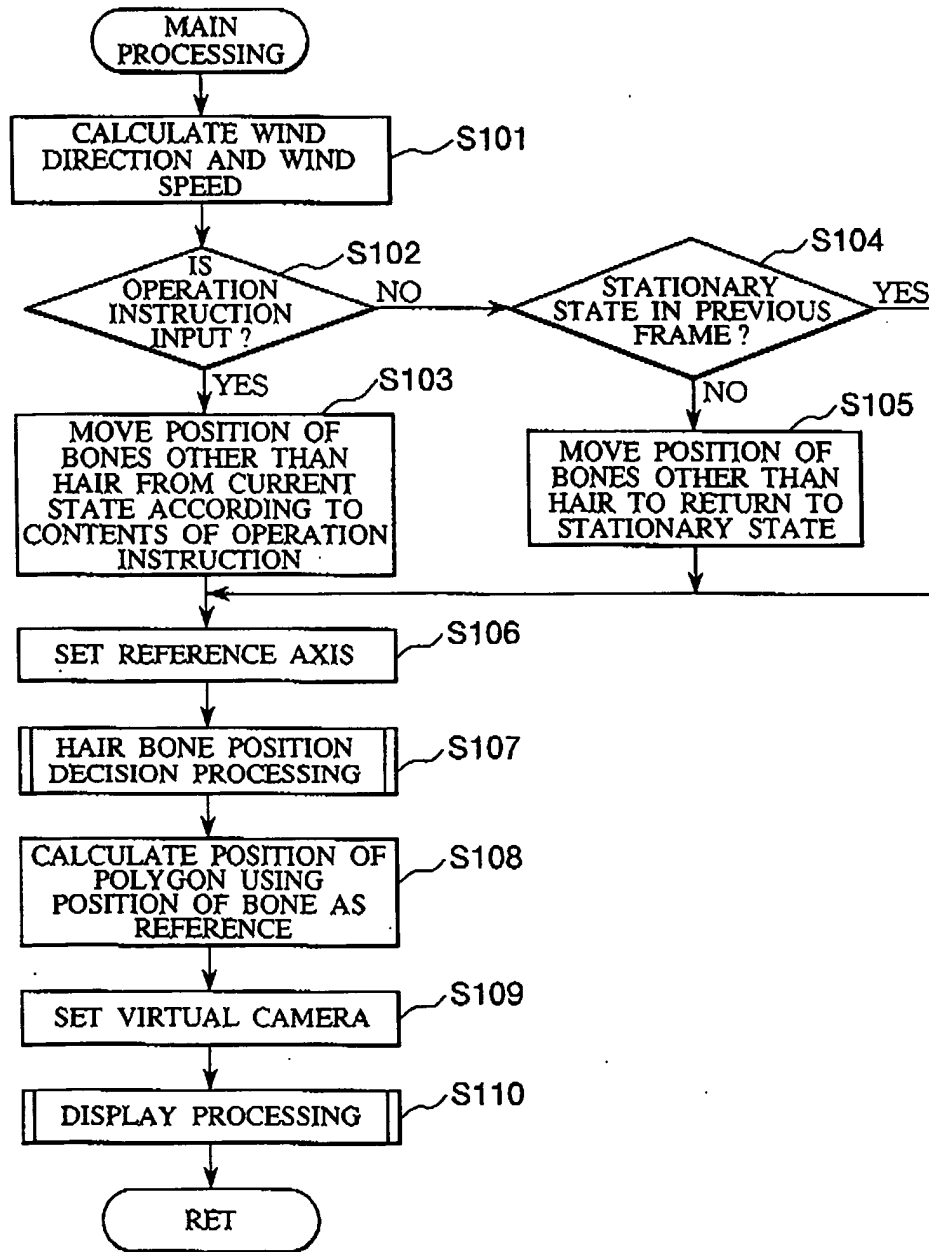 MAIN
PROCESSING
CALCULATE WIND
DIRECTION AND WIND
SPEED
S101
IS
OPERATION
INSTRUCTION
INPUT ?
S102
NO
YES
STATIONARY
STATE IN PREVIOUS
FRAME ?
S104
YES
NO
MOVE POSITION OF
BONES OTHER THAN
HAIR FROM CURRENT
STATE ACCORDING TO
CONTENTS OF OPERATION
INSTRUCTION
S103
MOVE POSITION OF
BONES OTHER THAN
HAIR TO RETURN TO
STATIONARY STATE
S105
SET REFERENCE AXIS
S106
HAIR BONE POSITION
DECISION PROCESSING
S107
CALCULATE POSITION OF
POLYGON USING
POSITION OF BONE AS
REFERENCE
S108
SET VIRTUAL CAMERA
S109
DISPLAY PROCESSING
S110
RET